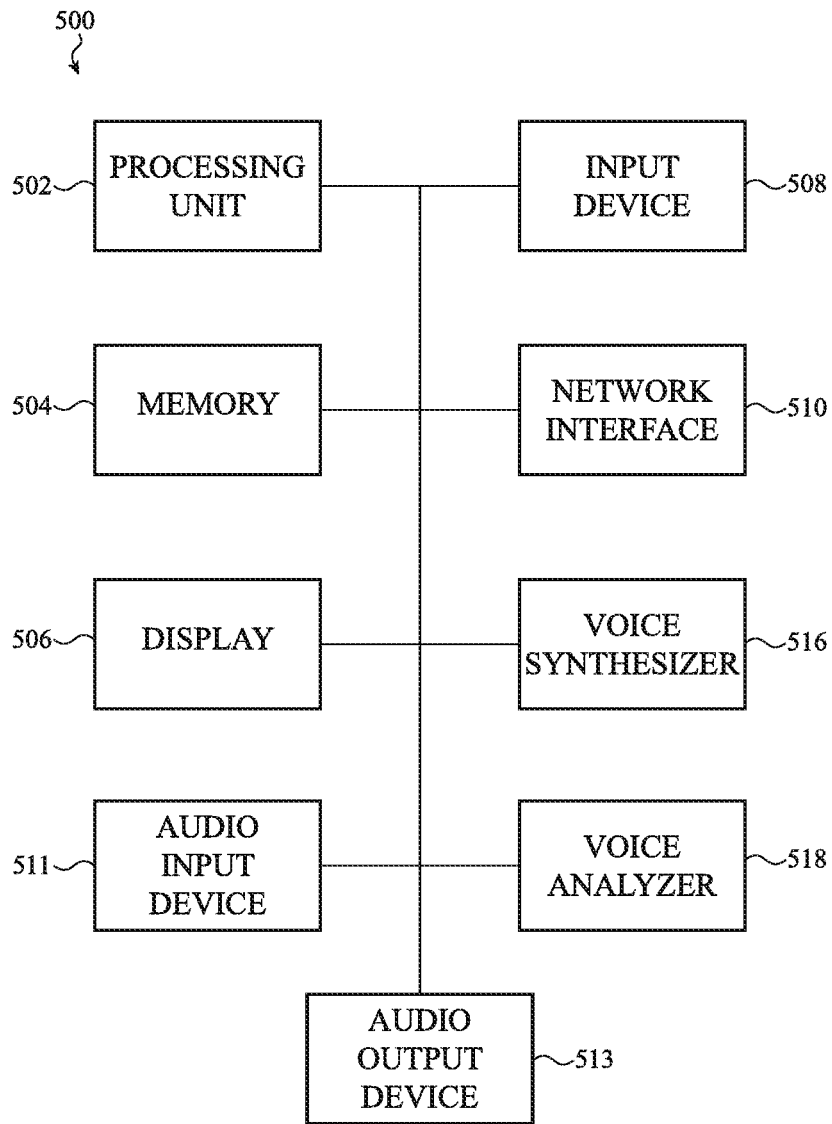 500
502
PROCESSING
UNIT
INPUT
DEVICE
508
504
MEMORY
NETWORK
INTERFACE
510
506
DISPLAY
VOICE
SYNTHESIZER
516
511
AUDIO
INPUT
DEVICE
VOICE
ANALYZER
518
AUDIO
OUTPUT
DEVICE
513